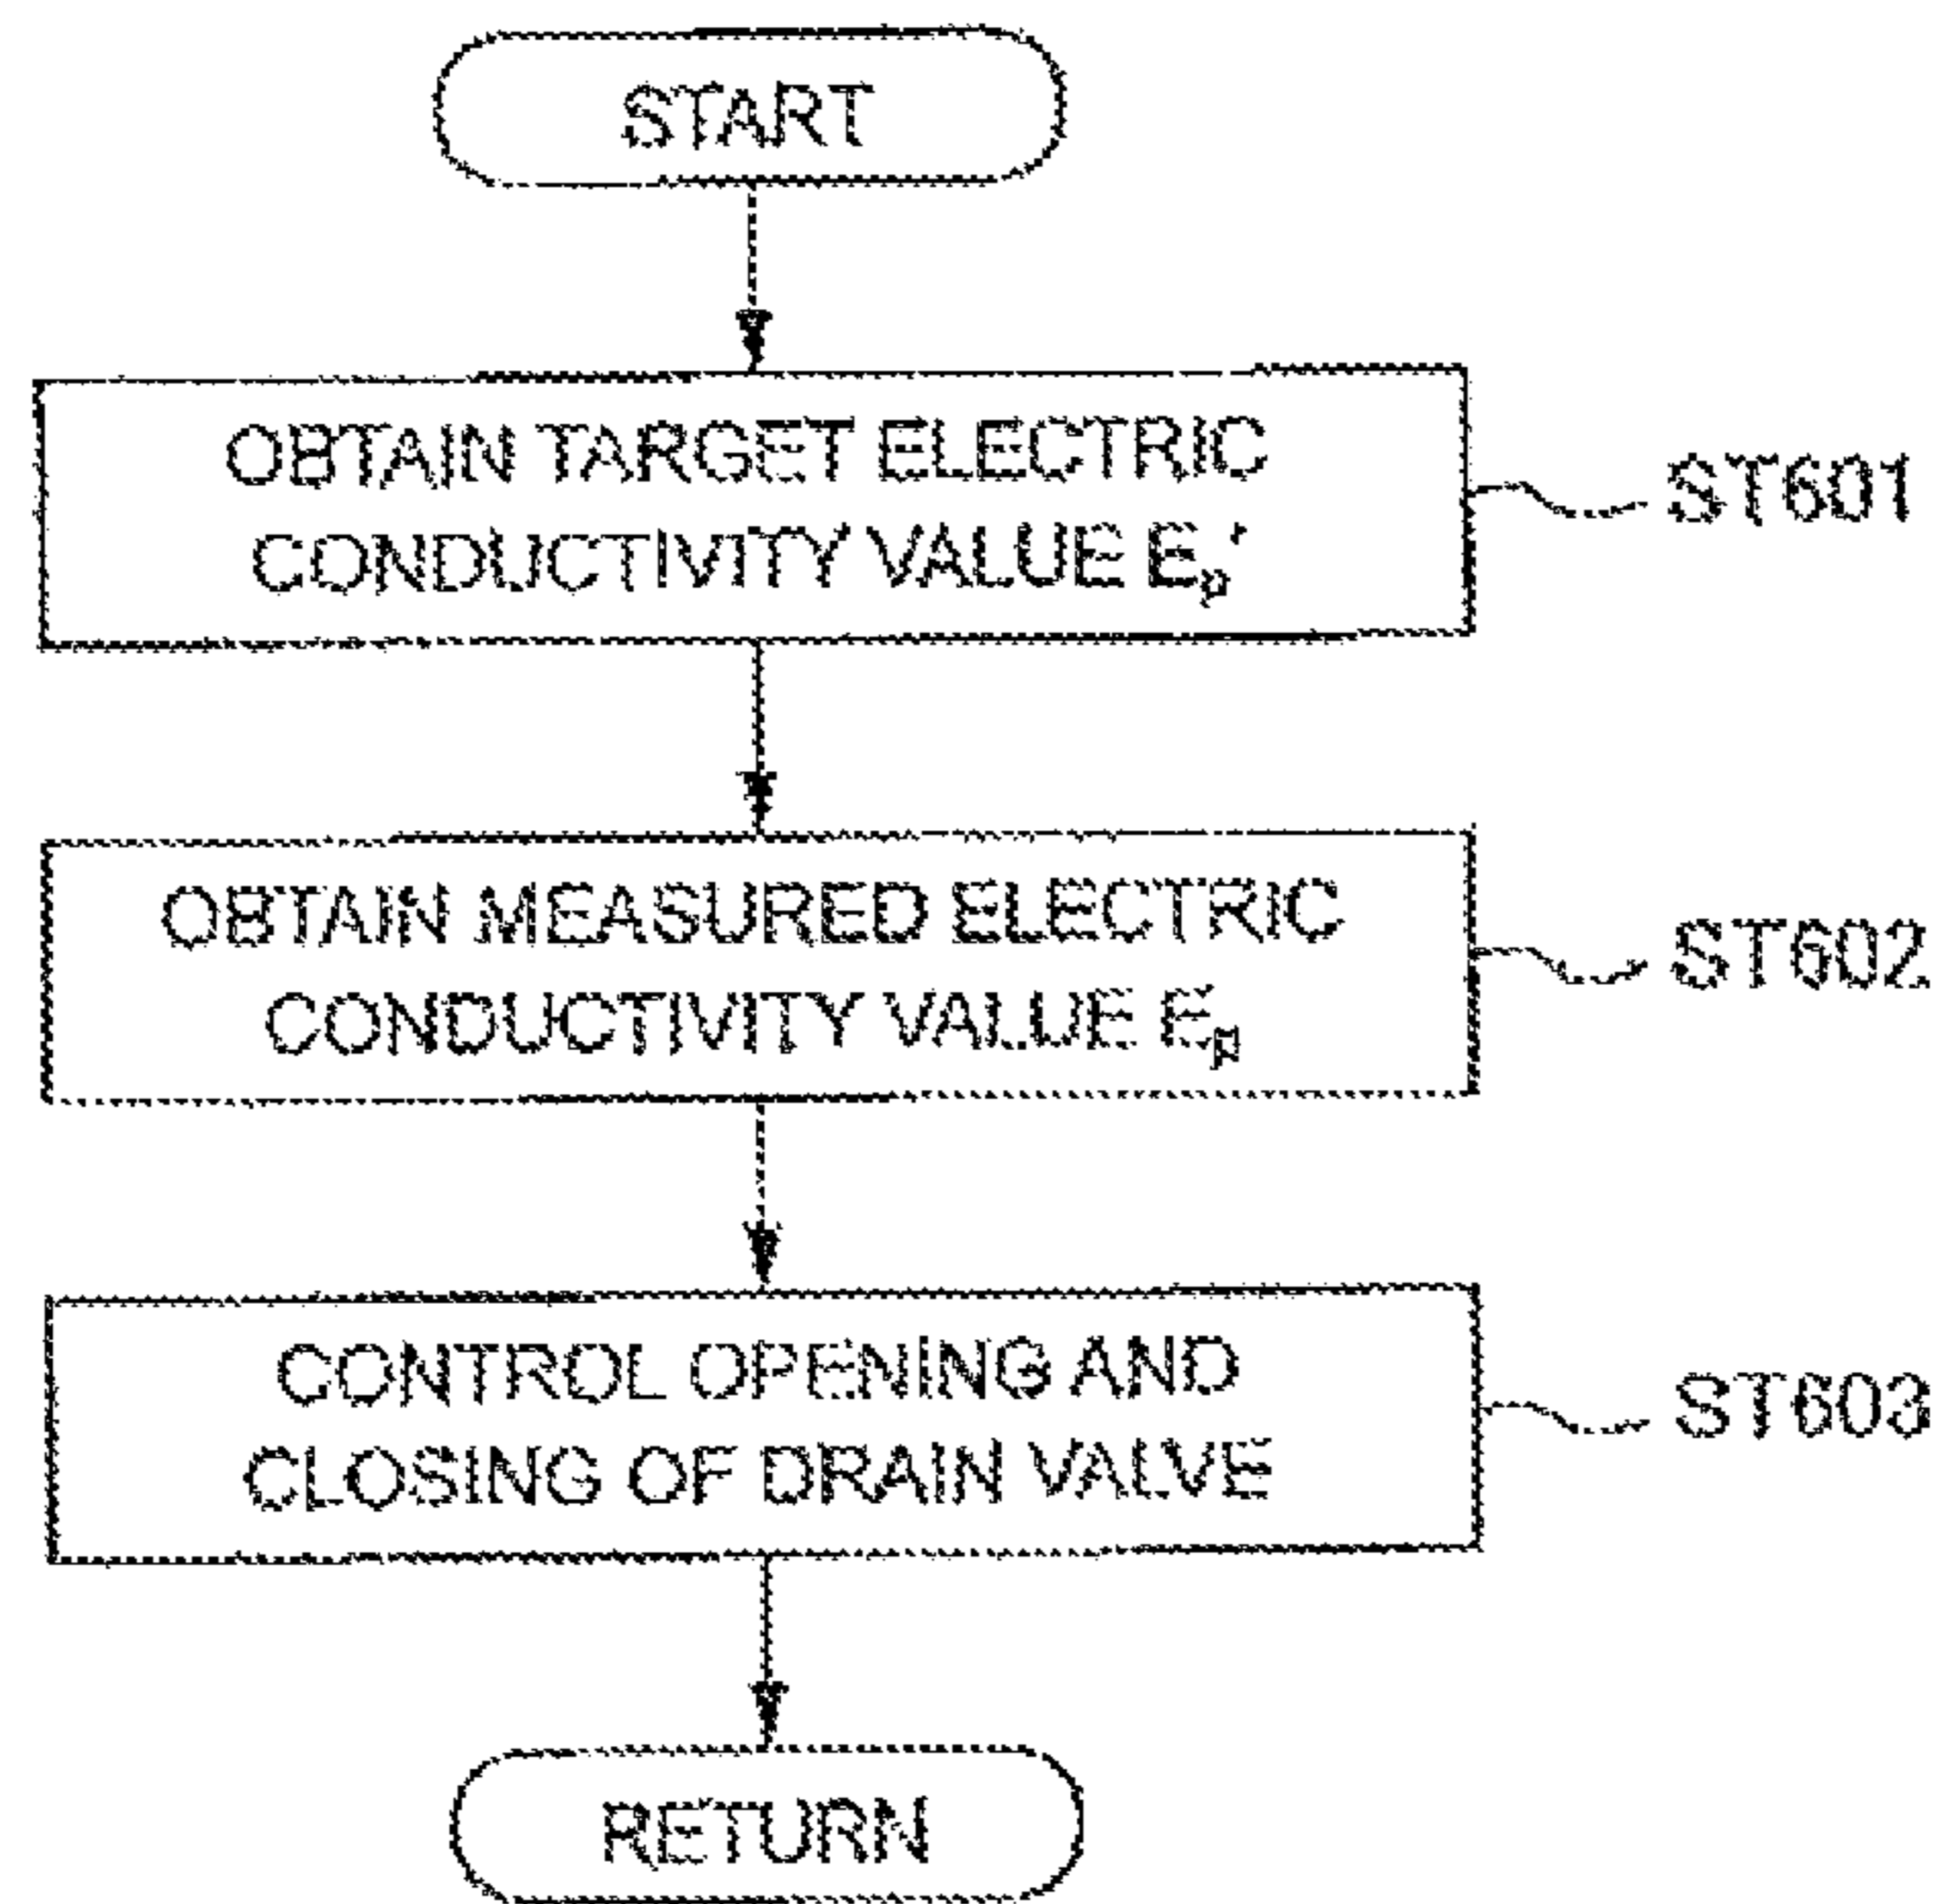 START
OBTAIN TARGET ELECTRIC
CONDUCTIVITY VALUE Ep'
ST601
OBTAIN MEASURED ELECTRIC
CONDUCTIVITY VALUE Ep
ST602
CONTROL OPENING AND
CLOSING OF DRAIN VALVE
ST603
RETURN